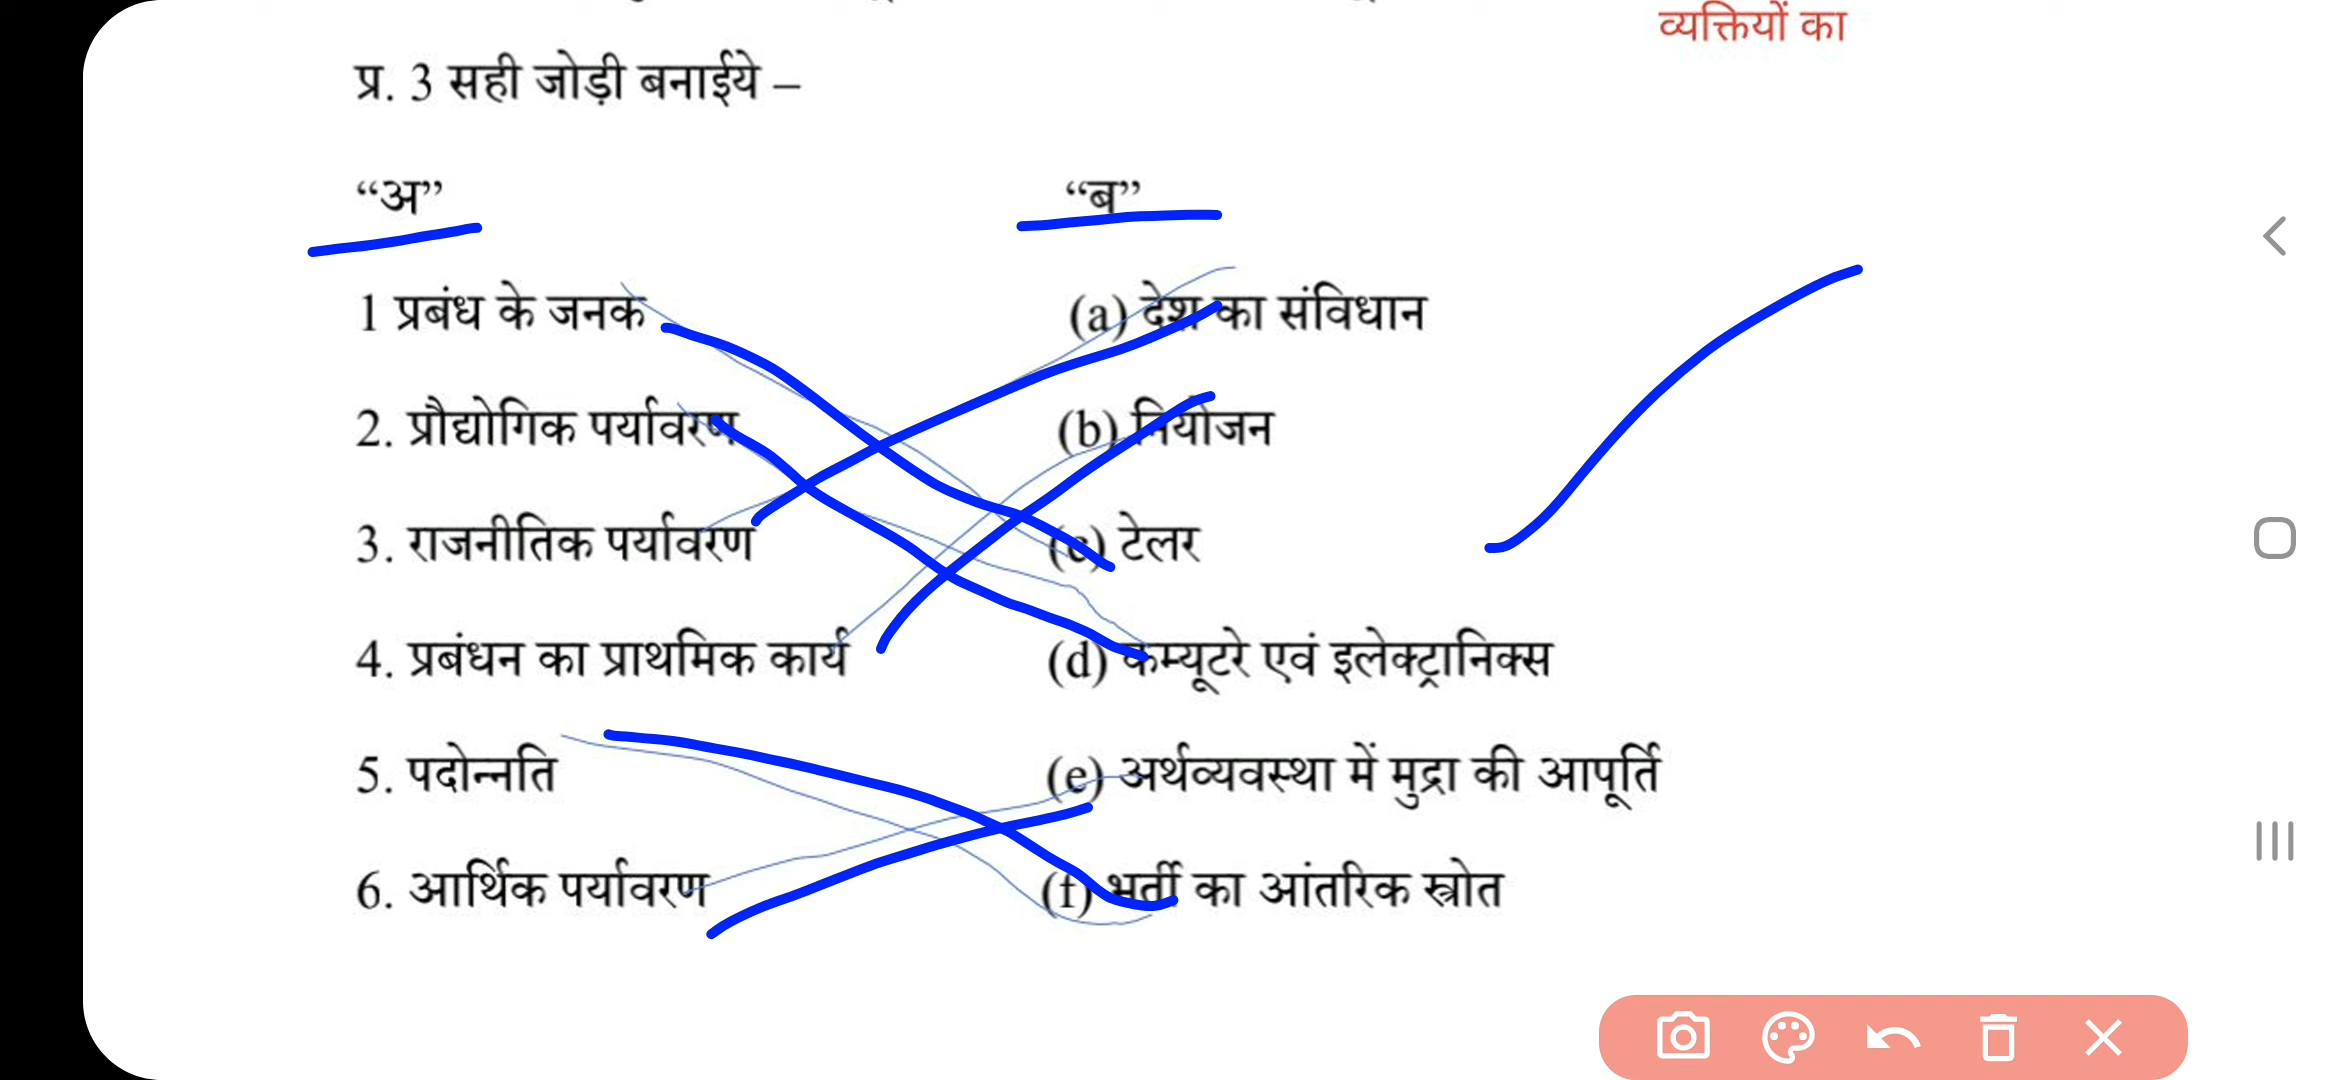 व्यक्तियों का
प्र. 3 सही जोड़ी बनाईये –
“अ” “ब”
1 प्रबंध के जनक (a) देश का संविधान
2. प्रौद्योगिक पर्यावरण (b) नियोजन
3. राजनीतिक पर्यावरण (c) टेलर
4. प्रबंधन का प्राथमिक कार्य (d) कम्यूटरे एवं इलेक्ट्रानिक्स
5. पदोन्नति (e) अर्थव्यवस्था में मुद्रा की आपूर्ति
6. आर्थिक पर्यावरण (f) भर्ती का आंतरिक स्त्रोत